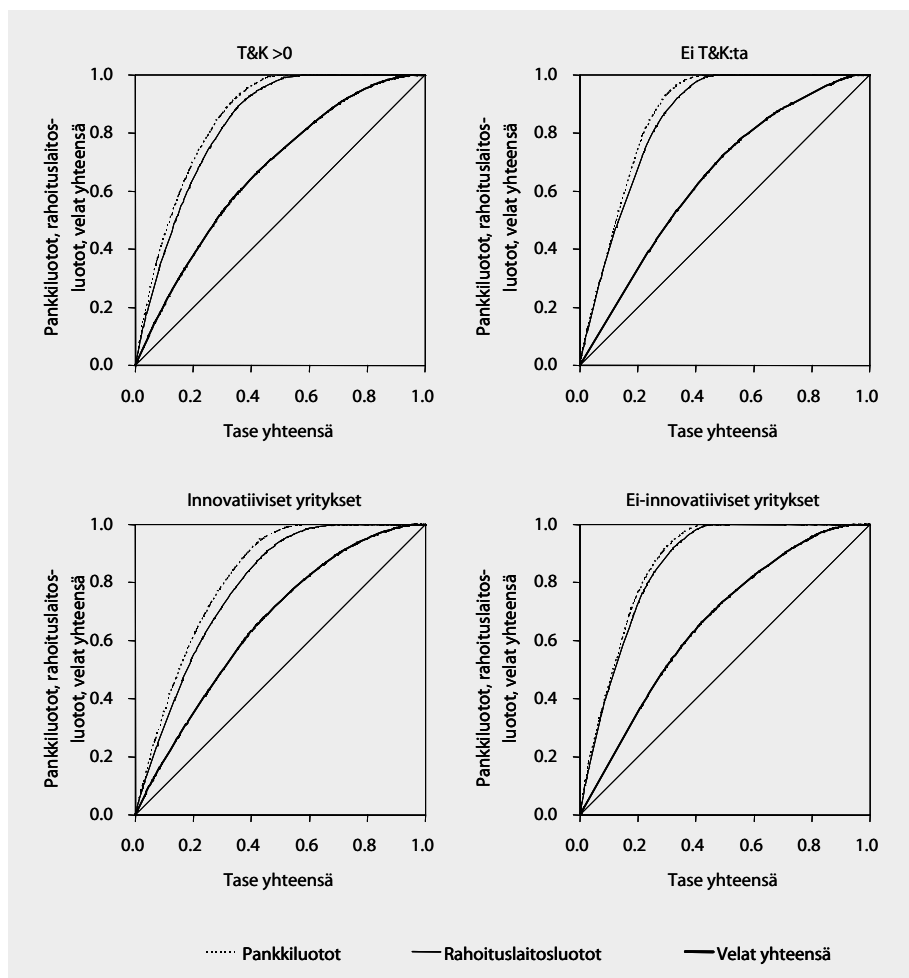 T&K >0
Pankkiluotot, rahoituslaitos-
luotot, velat yhteensä
1.0
0.8
0.6
0.4
0.2
0.0
0.0 0.2 0.4 0.6 0.8 1.0
Tase yhteensä
Ei T&K:ta
Pankkiluotot, rahoituslaitos-
luotot, velat yhteensä
1.0
0.8
0.6
0.4
0.2
0.0
0.0 0.2 0.4 0.6 0.8 1.0
Tase yhteensä
Innovatiiviset yritykset
Pankkiluotot, rahoituslaitos-
luotot, velat yhteensä
1.0
0.8
0.6
0.4
0.2
0.0
0.0 0.2 0.4 0.6 0.8 1.0
Tase yhteensä
Ei-innovatiiviset yritykset
Pankkiluotot, rahoituslaitos-
luotot, velat yhteensä
1.0
0.8
0.6
0.4
0.2
0.0
0.0 0.2 0.4 0.6 0.8 1.0
Tase yhteensä
Pankkiluotot Rahoituslaitosluotot Velat yhteensä